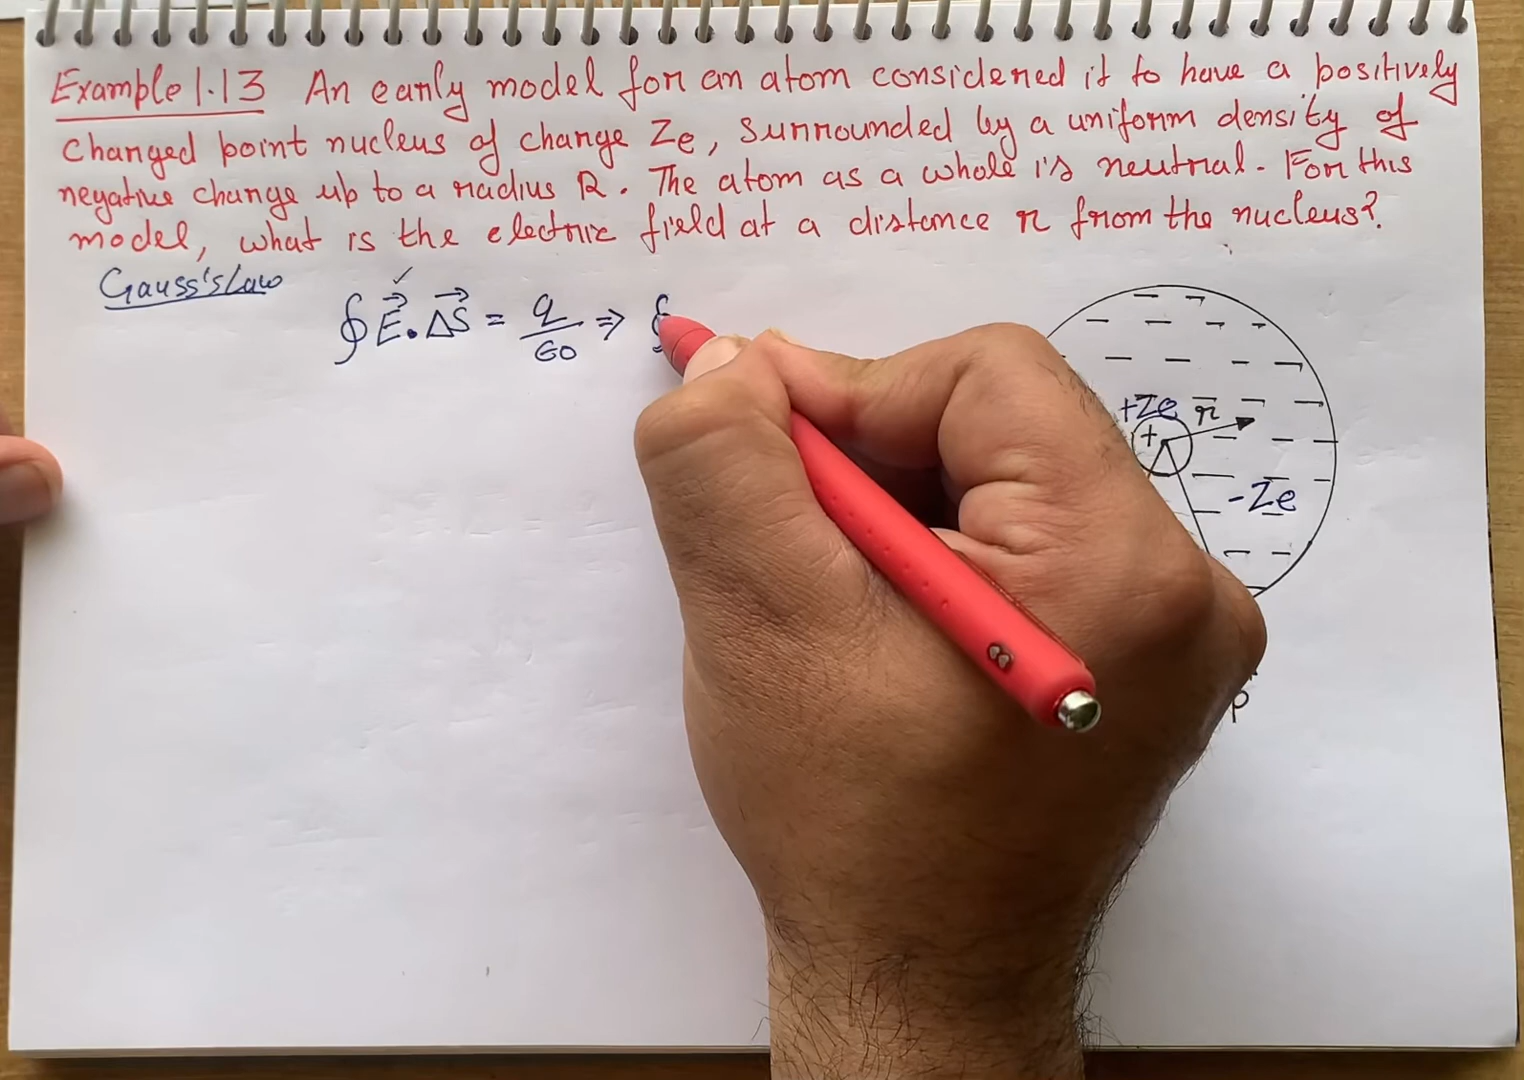 Example 1.13 An early model for an atom considered it to have a positively
charged point nucleus of charge Ze, surrounded by a uniform density of
negative charge up to a radius R. The atom as a whole is neutral. For this
model, what is the electric field at a distance r from the nucleus?
Gauss's Law
∮ E⃗. ΔS⃗ = q/ϵ0 ⇒ ∮
+Ze r
+
-Ze
P
8